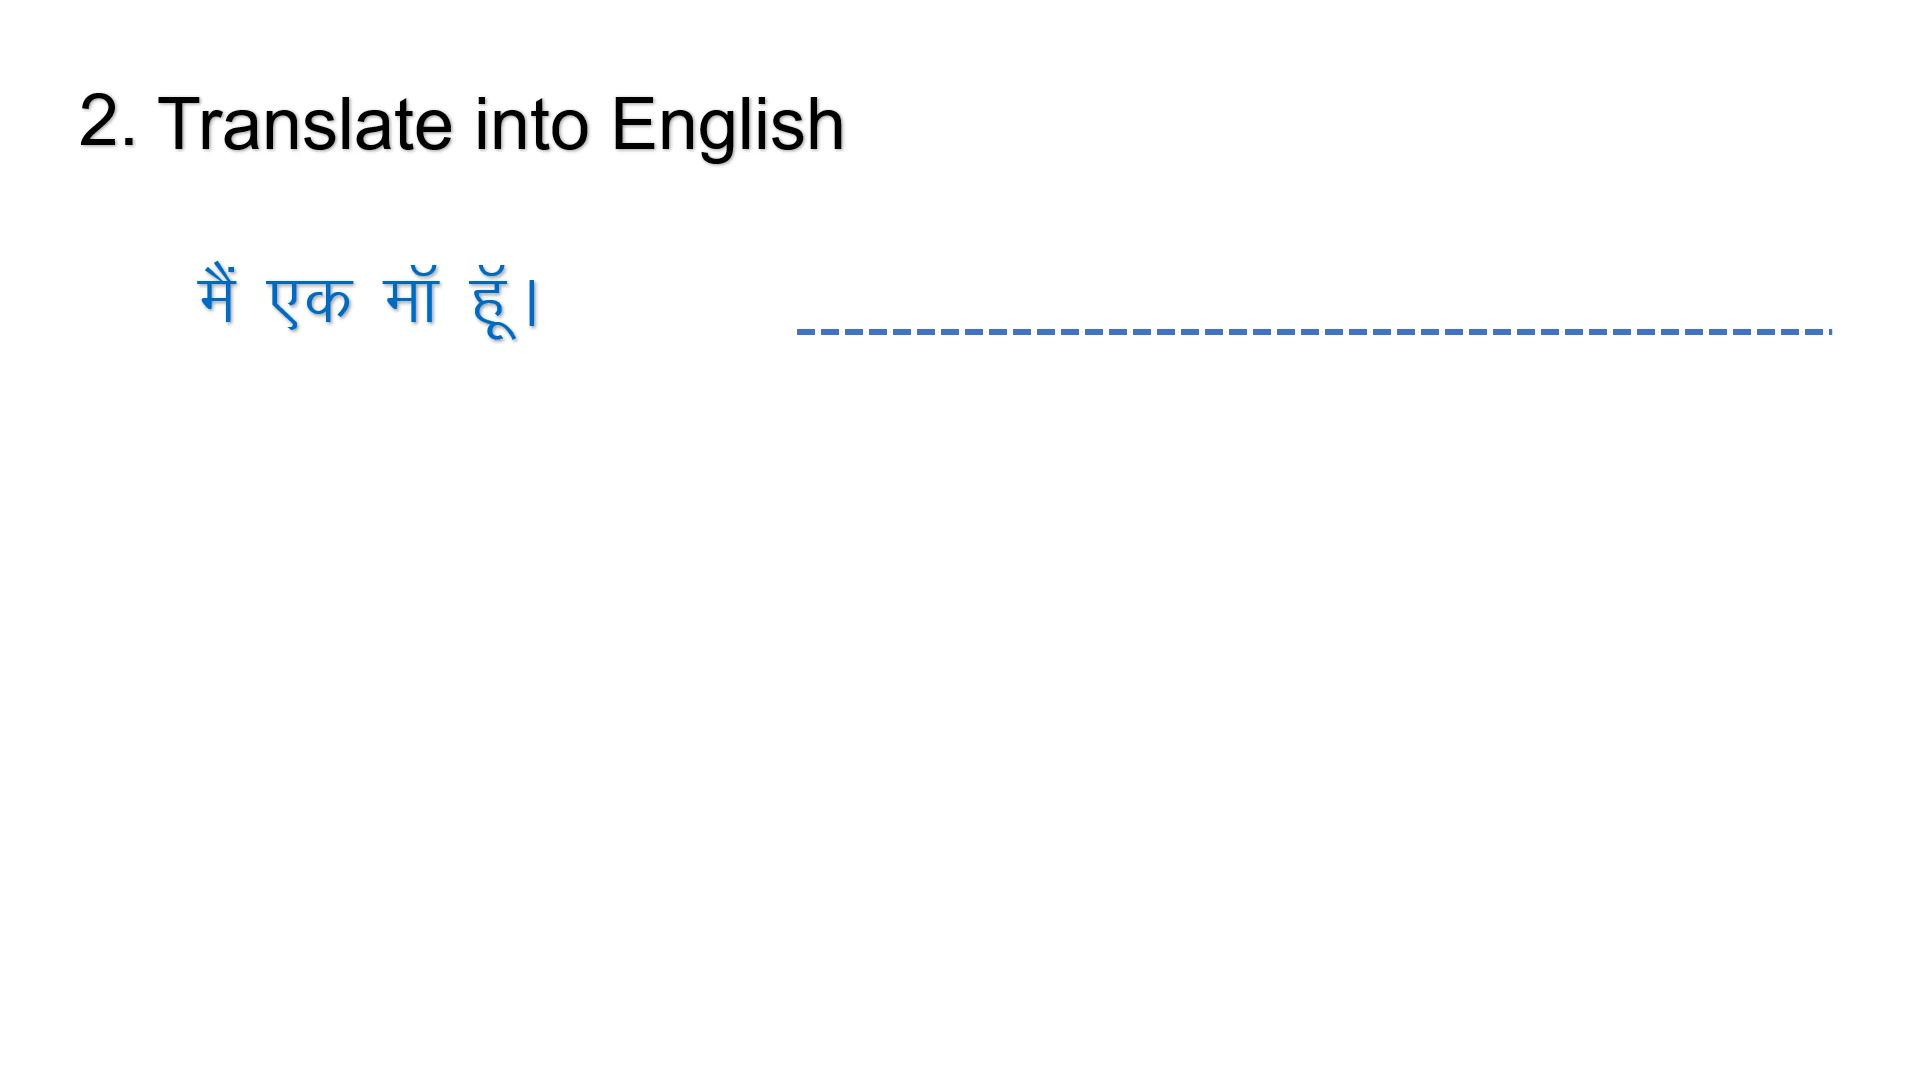 2. Translate into English
मैं एक मॉ हूॅ।